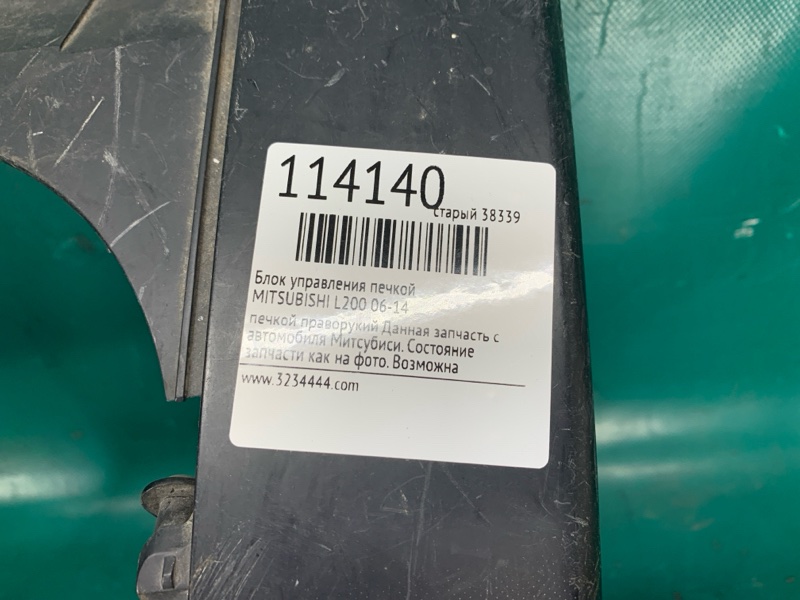 114140
старый 38339
Блок управления печкой
MITSUBISHI L200 06-14
печкой праворукий Данная запчасть с
автомобиля Митсубиси. Состояние
запчасти как на фото. Возможна
www.3234444.com